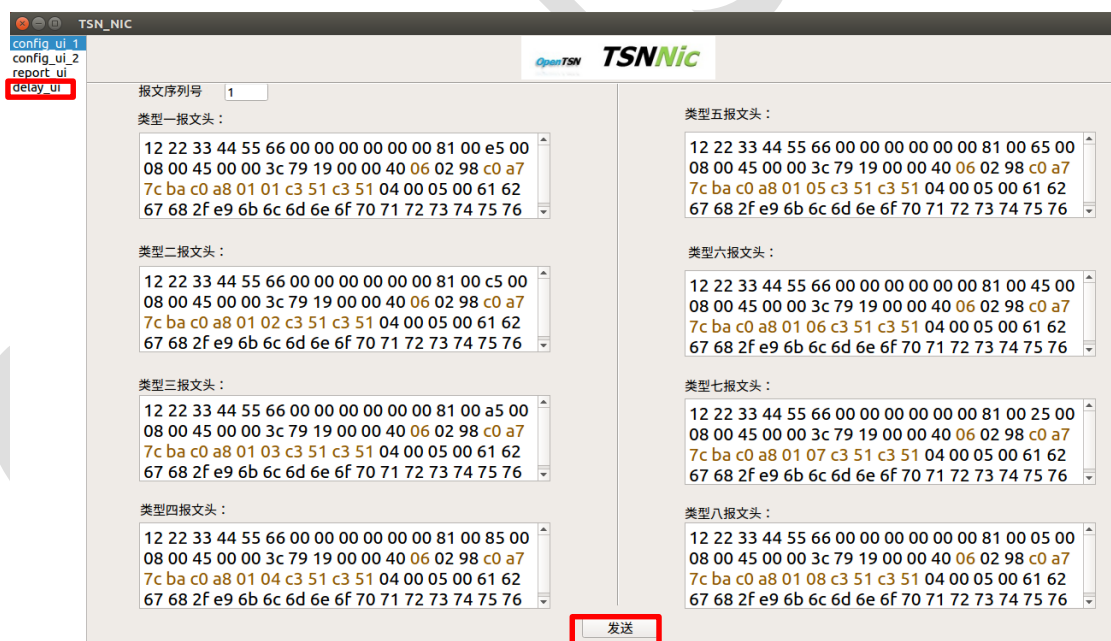 TSN_NIC
config_ui_1
config_ui_2
report_ui
delay_ui
OpenTSN TSNNic
报文序列号 1
类型一报文头：
12 22 33 44 55 66 00 00 00 00 00 00 81 00 e5 00
08 00 45 00 00 3c 79 19 00 00 40 06 02 98 c0 a7
7c ba c0 a8 01 01 c3 51 c3 51 04 00 05 00 61 62
67 68 2f e9 6b 6c 6d 6e 6f 70 71 72 73 74 75 76
类型二报文头：
12 22 33 44 55 66 00 00 00 00 00 00 81 00 c5 00
08 00 45 00 00 3c 79 19 00 00 40 06 02 98 c0 a7
7c ba c0 a8 01 02 c3 51 c3 51 04 00 05 00 61 62
67 68 2f e9 6b 6c 6d 6e 6f 70 71 72 73 74 75 76
类型三报文头：
12 22 33 44 55 66 00 00 00 00 00 00 81 00 a5 00
08 00 45 00 00 3c 79 19 00 00 40 06 02 98 c0 a7
7c ba c0 a8 01 03 c3 51 c3 51 04 00 05 00 61 62
67 68 2f e9 6b 6c 6d 6e 6f 70 71 72 73 74 75 76
类型四报文头：
12 22 33 44 55 66 00 00 00 00 00 00 81 00 85 00
08 00 45 00 00 3c 79 19 00 00 40 06 02 98 c0 a7
7c ba c0 a8 01 04 c3 51 c3 51 04 00 05 00 61 62
67 68 2f e9 6b 6c 6d 6e 6f 70 71 72 73 74 75 76
类型五报文头：
12 22 33 44 55 66 00 00 00 00 00 00 81 00 65 00
08 00 45 00 00 3c 79 19 00 00 40 06 02 98 c0 a7
7c ba c0 a8 01 05 c3 51 c3 51 04 00 05 00 61 62
67 68 2f e9 6b 6c 6d 6e 6f 70 71 72 73 74 75 76
类型六报文头：
12 22 33 44 55 66 00 00 00 00 00 00 81 00 45 00
08 00 45 00 00 3c 79 19 00 00 40 06 02 98 c0 a7
7c ba c0 a8 01 06 c3 51 c3 51 04 00 05 00 61 62
67 68 2f e9 6b 6c 6d 6e 6f 70 71 72 73 74 75 76
类型七报文头：
12 22 33 44 55 66 00 00 00 00 00 00 81 00 25 00
08 00 45 00 00 3c 79 19 00 00 40 06 02 98 c0 a7
7c ba c0 a8 01 07 c3 51 c3 51 04 00 05 00 61 62
67 68 2f e9 6b 6c 6d 6e 6f 70 71 72 73 74 75 76
类型八报文头：
12 22 33 44 55 66 00 00 00 00 00 00 81 00 05 00
08 00 45 00 00 3c 79 19 00 00 40 06 02 98 c0 a7
7c ba c0 a8 01 08 c3 51 c3 51 04 00 05 00 61 62
67 68 2f e9 6b 6c 6d 6e 6f 70 71 72 73 74 75 76
发送